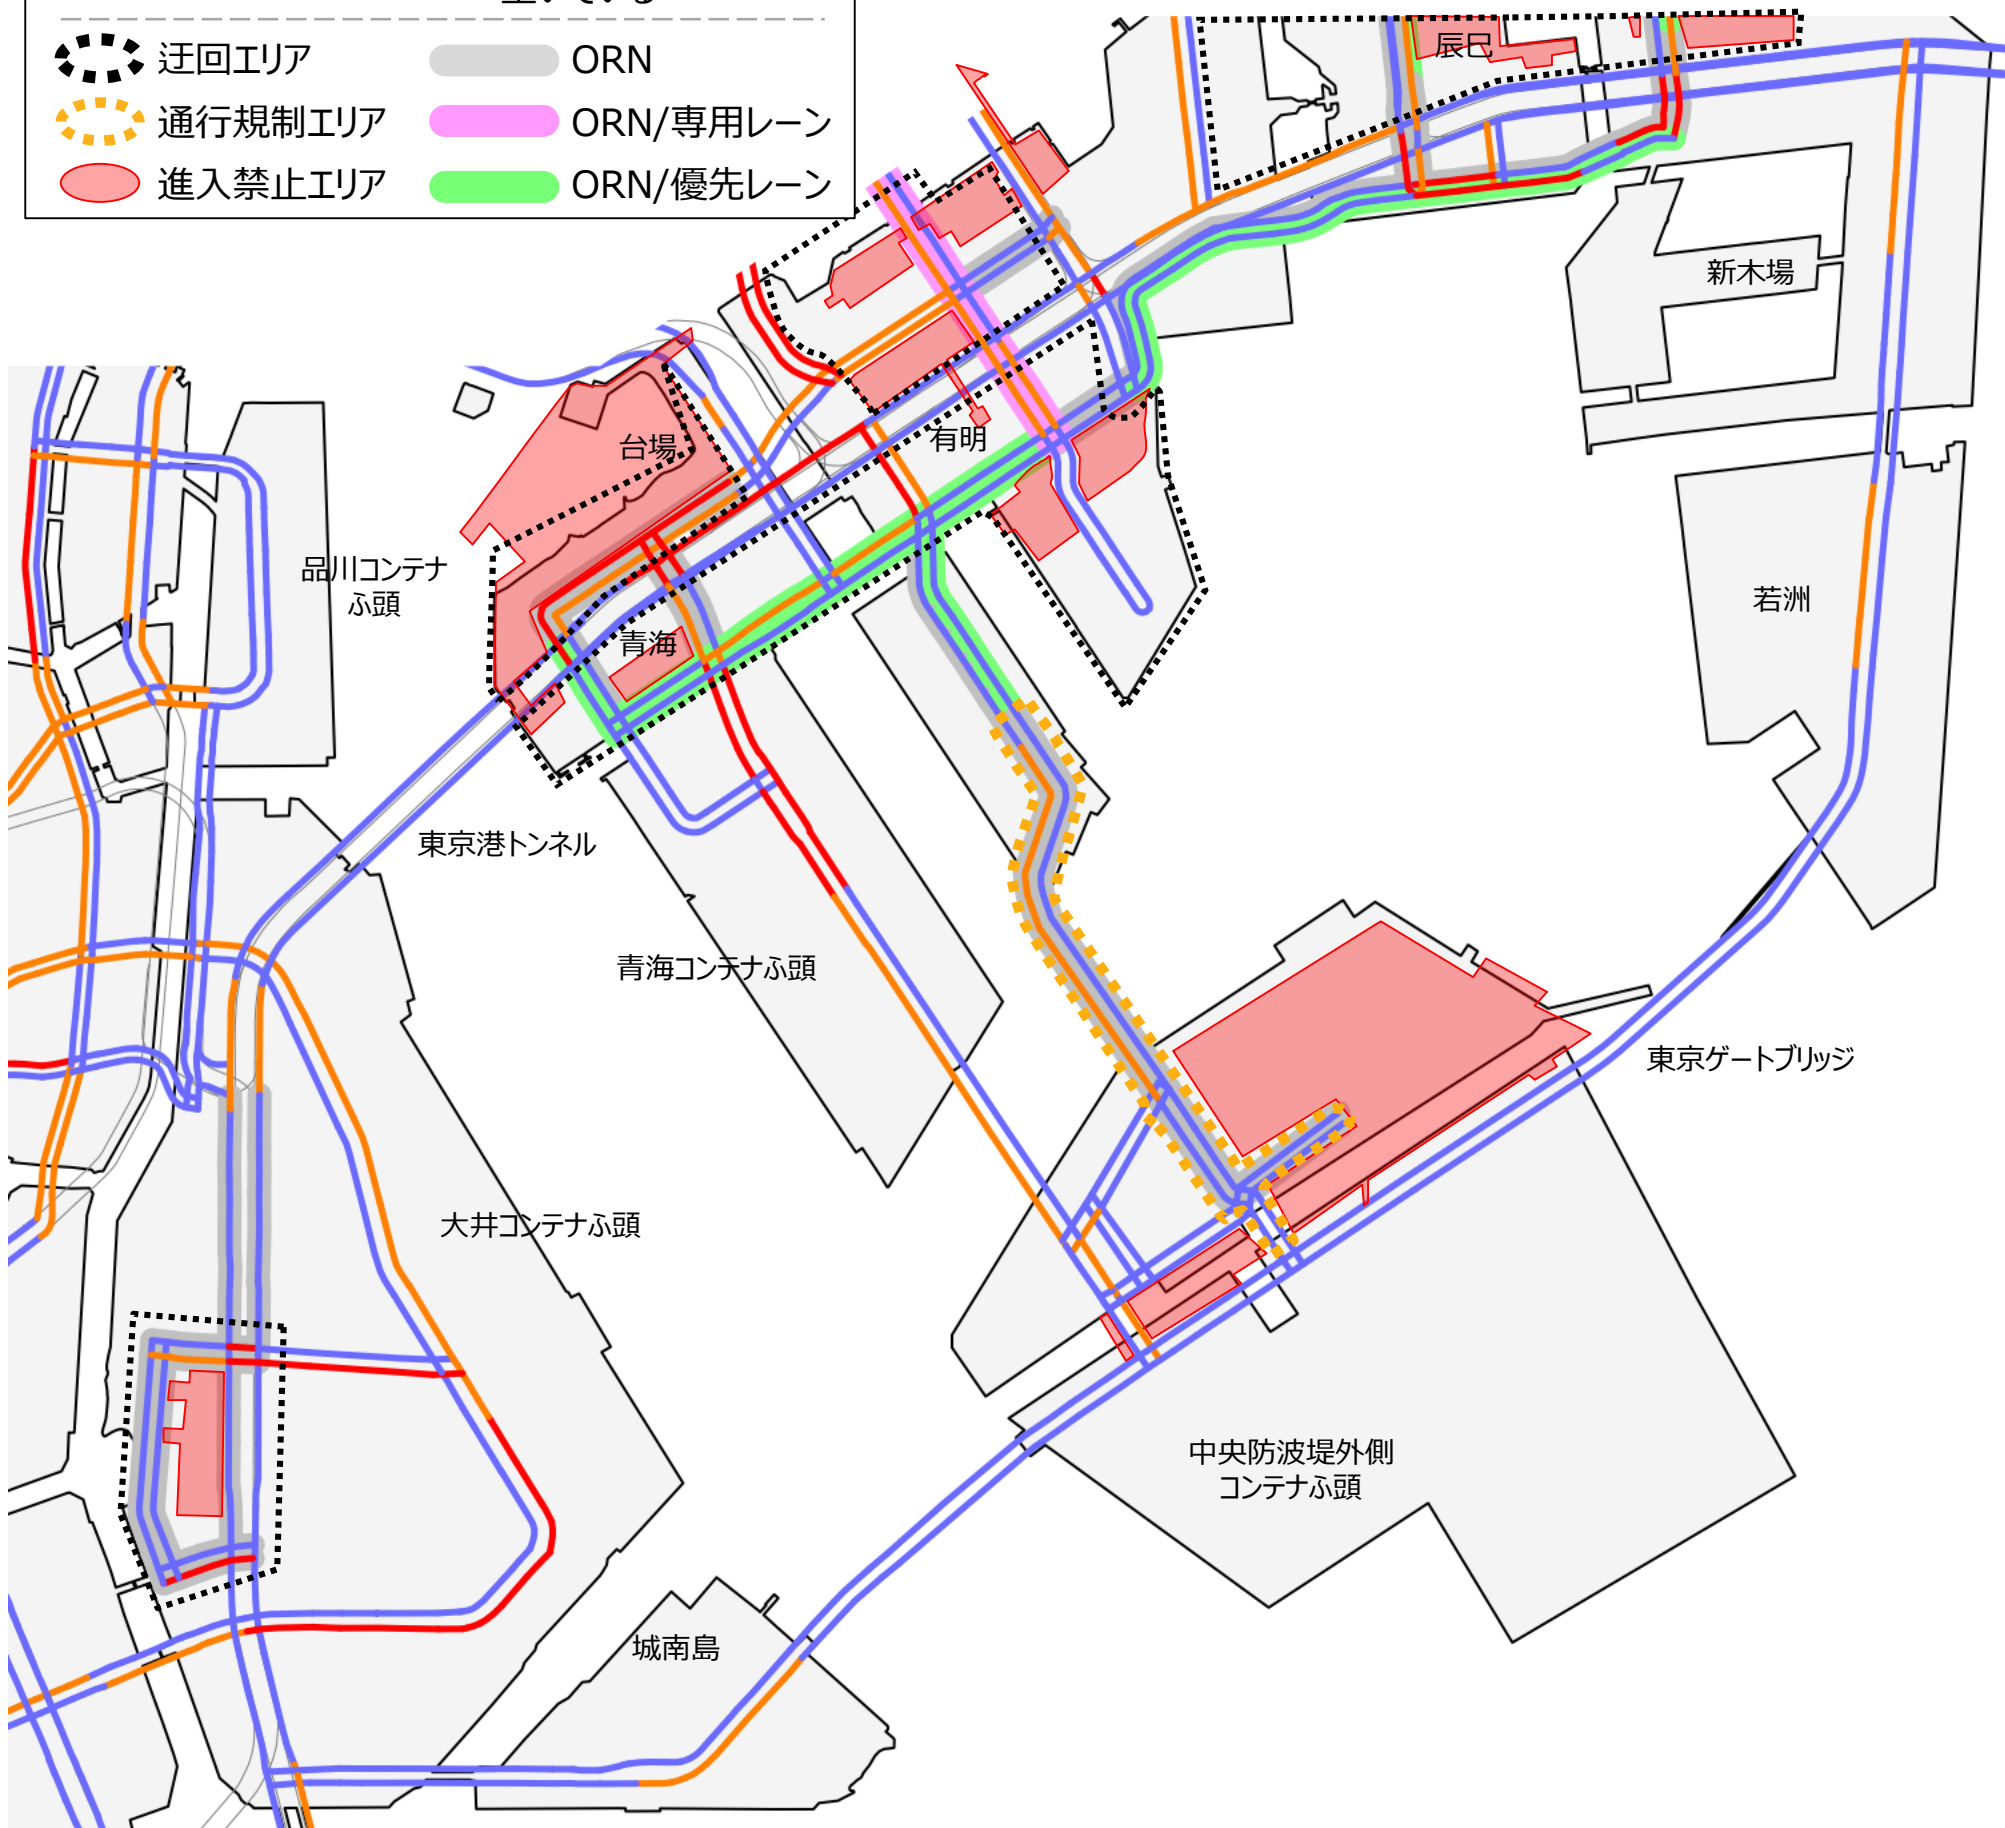 空いている
迂回エリア
ORN
通行規制エリア
ORN/専用レーン
進入禁止エリア
ORN/優先レーン
辰巳
新木場
台場
有明
品川コンテナ
ふ頭
若洲
青海
東京港トンネル
青海コンテナふ頭
東京ゲートブリッジ
大井コンテナふ頭
中央防波堤外側
コンテナふ頭
城南島